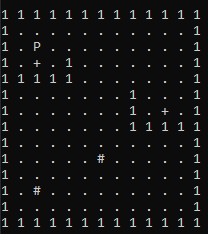 1 1 1 1 1 1 1 1 1 1 1 1 1
1 . . . . . . . . . . . 1
1 . P . . . . . . . . . 1
1 . + . 1 . . . . . . . 1
1 1 1 1 1 . . . . . . . 1
1 . . . . . . . 1 . . . 1
1 . . . . . . . 1 . + . 1
1 . . . . . . . 1 1 1 1 1
1 . . . . . . . . . . . 1
1 . . . . . # . . . . . 1
1 . . . . . . . . . . . 1
1 . # . . . . . . . . . 1
1 . . . . . . . . . . . 1
1 1 1 1 1 1 1 1 1 1 1 1 1